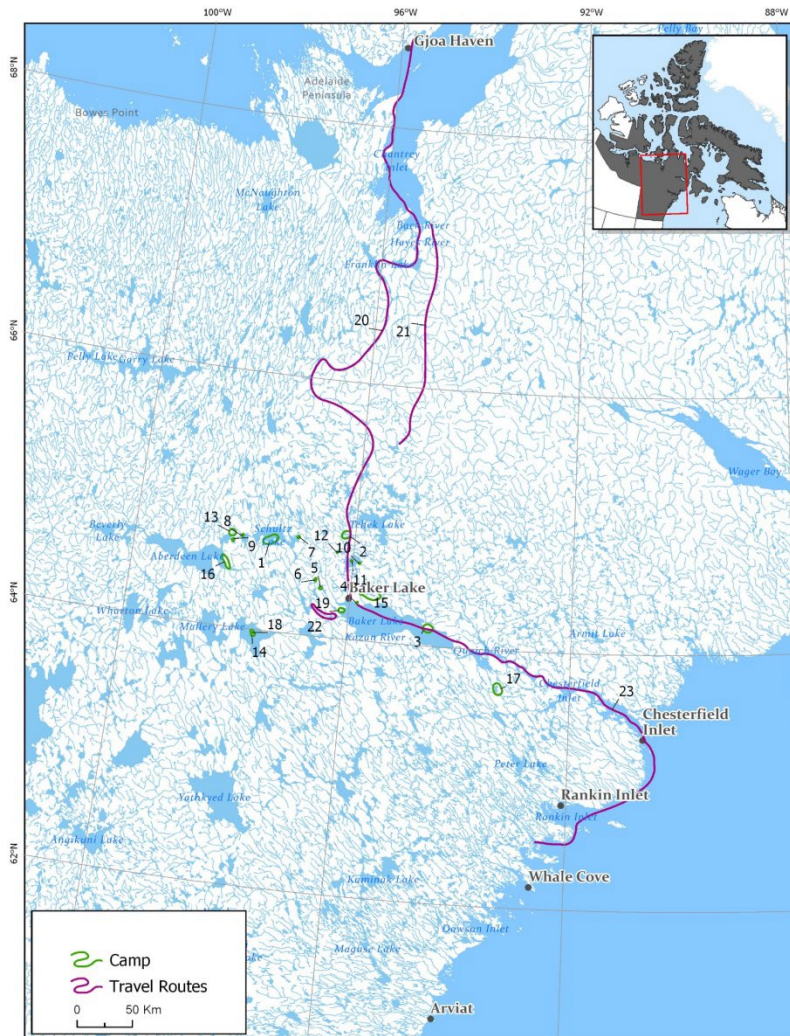 100°W
96°W
92°W
88°W
Pelly Bay
Gjoa Haven
68°N
Adelaide
Peninsula
Bowes Point
Chantrey
Inlet
McNaughton
Lake
Back River
Hayes River
Franklin Lake
20
21
66°N
Pelly Lake
Garry Lake
Wager Bay
13
8
Schultz
Lake
12
10
Tehek Lake
2
Beverly
Lake
Aberdeen Lake
9
1
7
16
5
6
4
11
Baker Lake
64°N
19
15
Wharton Lake
Mallery Lake
18
22
Baker Lake
Kazan River
3
Armit Lake
14
Quoich River
17
Chesterfield
Inlet
23
Chesterfield
Inlet
Peter Lake
Yathkyed Lake
Rankin Inlet
Rankin Inlet
Angikuni Lake
62°N
Kaminak Lake
Whale Cove
Dawson Inlet
Maguse Lake
Lake
Camp
Travel Routes
0 50 Km
Arviat